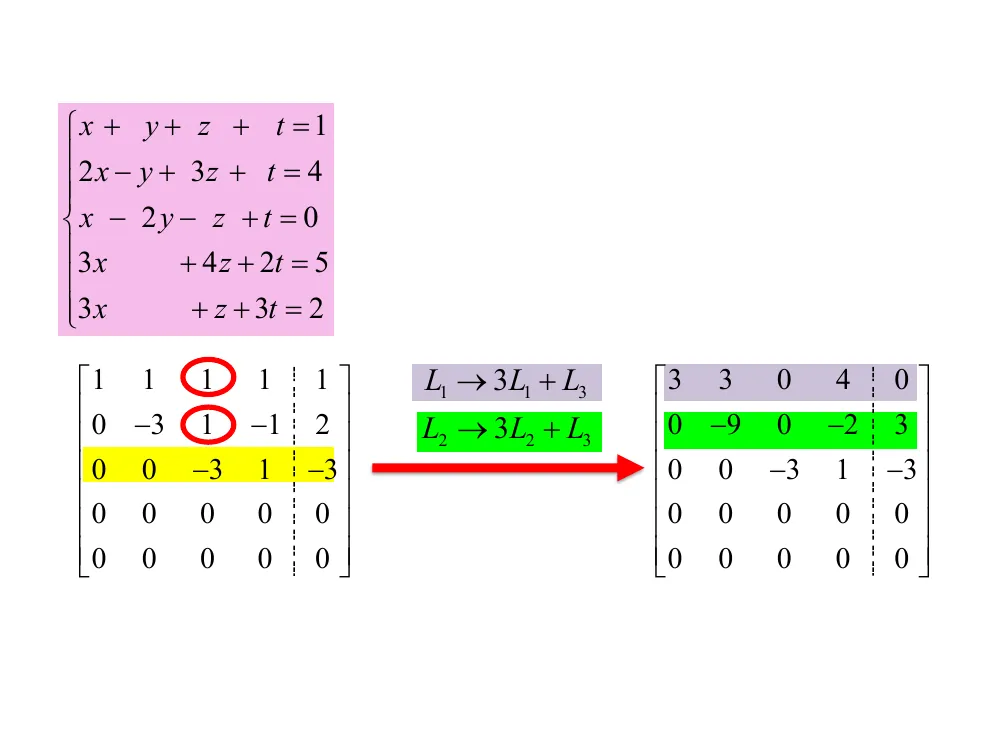 x + y + z + t = 1
2x − y + 3z + t = 4
x − 2y − z + t = 0
3x + 4z + 2t = 5
3x + z + 3t = 2
1 1 1 1 1
0 −3 1 −1 2
0 0 −3 1 −3
0 0 0 0 0
0 0 0 0 0
L₁ → 3L₁ + L₃
L₂ → 3L₂ + L₃
3 3 0 4 0
0 −9 0 −2 3
0 0 −3 1 −3
0 0 0 0 0
0 0 0 0 0